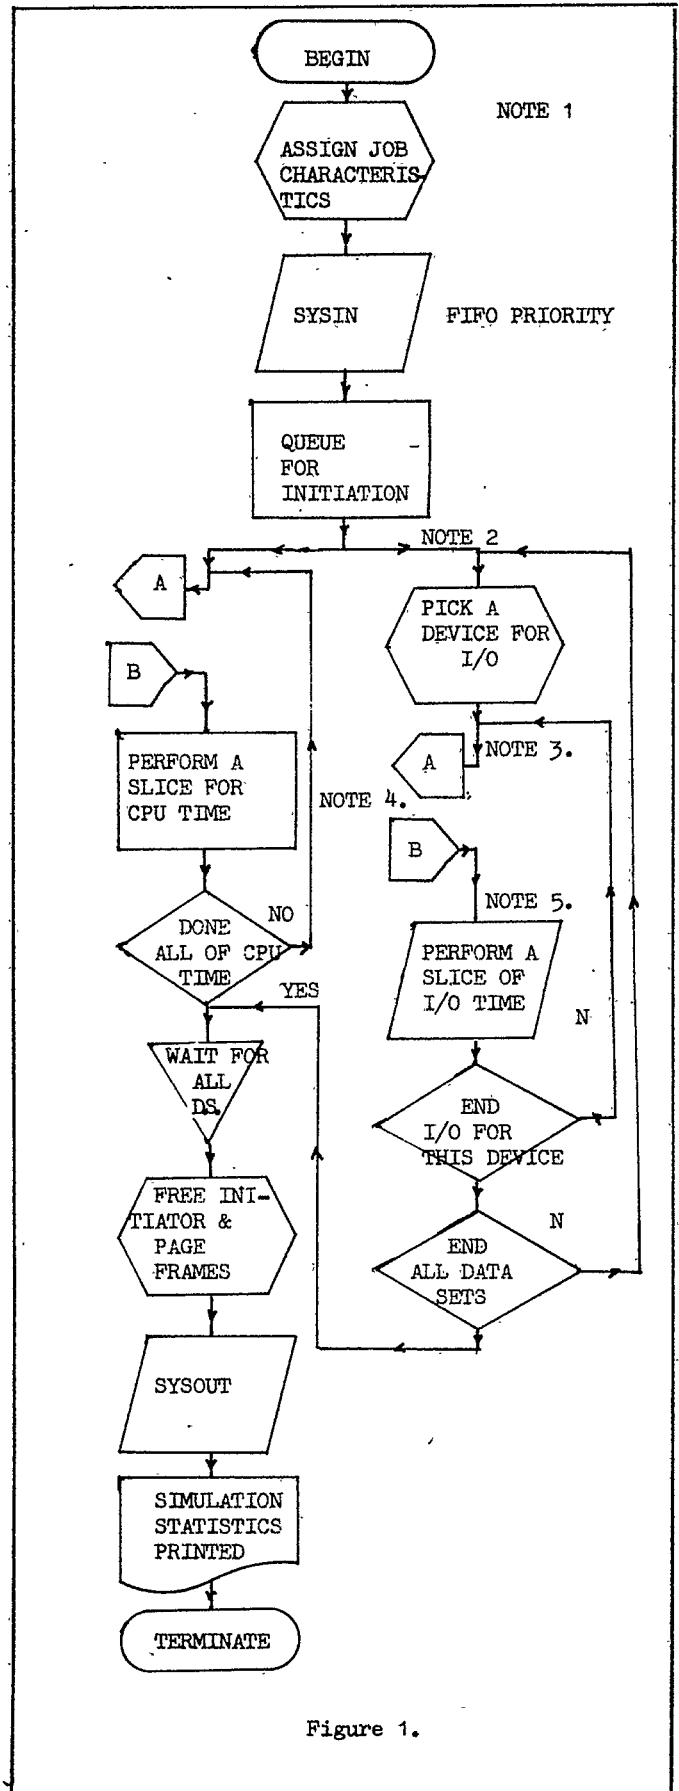 BEGIN
NOTE 1
ASSIGN JOB
CHARACTERIS-
TICS
SYSIN
FIFO PRIORITY
QUEUE
FOR
INITIATION
NOTE 2
A
PICK A
DEVICE FOR
I/O
B
NOTE 3.
A
PERFORM A
SLICE FOR
CPU TIME
NOTE 4.
B
NOTE 5.
NO
DONE
ALL OF CPU
TIME
PERFORM A
SLICE OF
I/O TIME
YES
N
WAIT FOR
ALL
DS.
END
I/O FOR
THIS DEVICE
FREE INI-
TIATOR &
PAGE
FRAMES
N
END
ALL DATA
SETS
SYSOUT
SIMULATION
STATISTICS
PRINTED
TERMINATE
Figure 1.